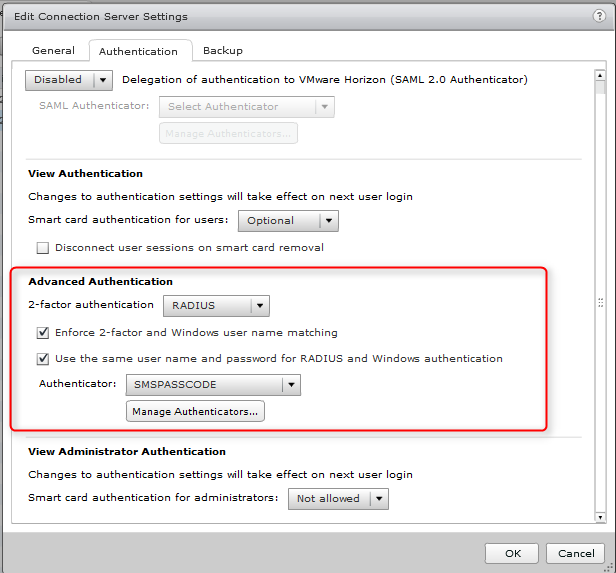 Edit Connection Server Settings ?
General Authentication Backup
Disabled Delegation of authentication to VMware Horizon (SAML 2.0 Authenticator)
SAML Authenticator: Select Authenticator
Manage Authenticators...
View Authentication
Changes to authentication settings will take effect on next user login
Smart card authentication for users: Optional
Disconnect user sessions on smart card removal
Advanced Authentication
2-factor authentication RADIUS
Enforce 2-factor and Windows user name matching
Use the same user name and password for RADIUS and Windows authentication
Authenticator: SMSPASSCODE
Manage Authenticators...
View Administrator Authentication
Changes to authentication settings will take effect on next user login
Smart card authentication for administrators: Not allowed
OK Cancel